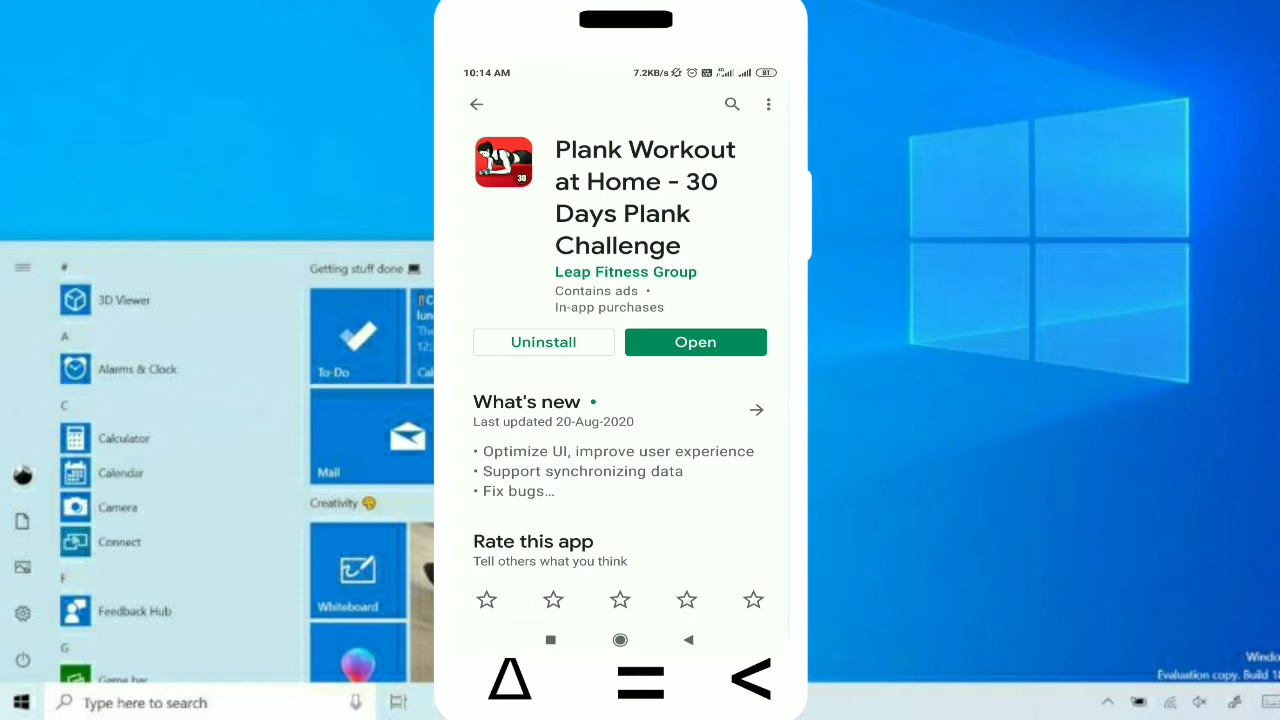 10:14 AM
7.2KB/s
4G
81
30
Plank Workout
at Home - 30
Days Plank
Challenge
Leap Fitness Group
Contains ads •
In-app purchases
Uninstall
Open
What's new •
Last updated 20-Aug-2020
• Optimize UI, improve user experience
• Support synchronizing data
• Fix bugs...
Rate this app
Tell others what you think
Δ = <
#
3D Viewer
A
Alarms & Clock
C
Calculator
Calendar
Camera
Connect
F
Feedback Hub
G
Game bar
Getting stuff done
To-Do
Mail
Creativity
Whiteboard
Type here to search
Evaluation copy. Build